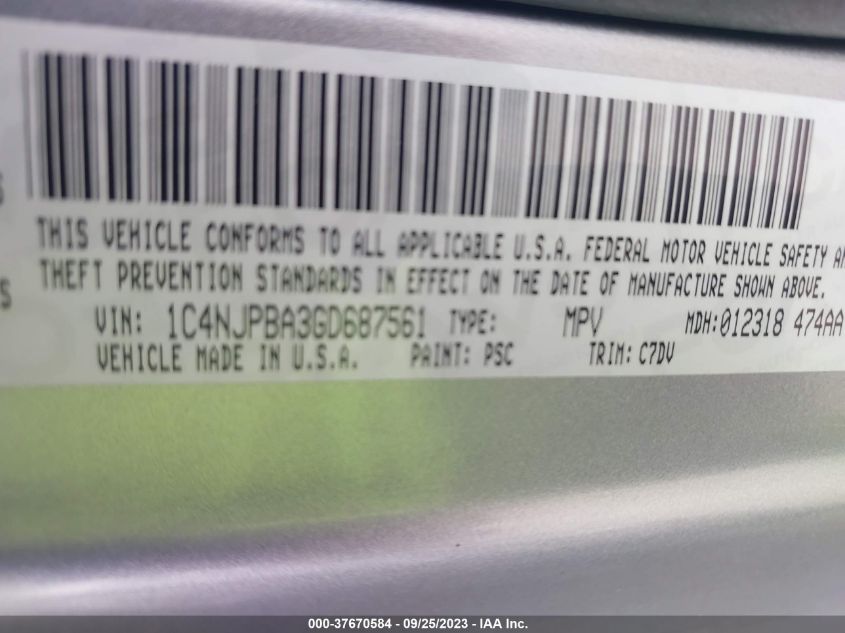 THIS VEHICLE CONFORMS TO ALL APPLICABLE U.S.A. FEDERAL MOTOR VEHICLE SAFETY
THEFT PREVENTION STANDARDS IN EFFECT ON THE DATE OF MANUFACTURE SHOWN ABOVE.
VIN: 1C4NJPBA3GD687561 TYPE: MPV MDH:012318 474AA
VEHICLE MADE IN U.S.A. PAINT: PSC TRIM: C7DV
000-37670584 - 09/25/2023 - IAA Inc.